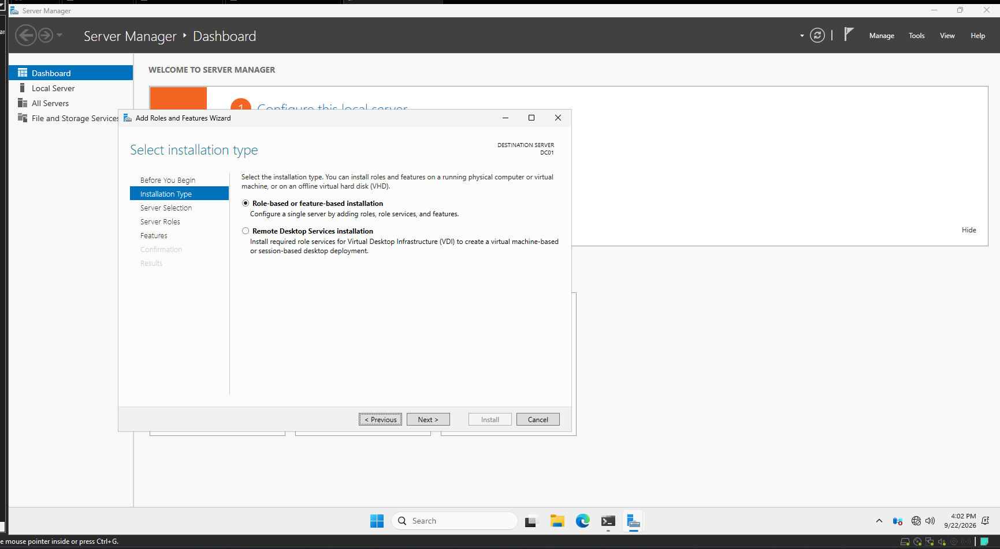 Server Manager
Server Manager ‣ Dashboard
Manage
Tools
View
Help
Dashboard
Local Server
All Servers
File and Storage Services
WELCOME TO SERVER MANAGER
1
Configure this local server
Hide
Add Roles and Features Wizard
Select installation type
DESTINATION SERVER
DC01
Before You Begin
Installation Type
Server Selection
Server Roles
Features
Confirmation
Results
Select the installation type. You can install roles and features on a running physical computer or virtual
machine, or on an offline virtual hard disk (VHD).
Role-based or feature-based installation
Configure a single server by adding roles, role services, and features.
Remote Desktop Services installation
Install required role services for Virtual Desktop Infrastructure (VDI) to create a virtual machine-based
or session-based desktop deployment.
< Previous
Next >
Install
Cancel
Search
4:02 PM
9/22/2026
e mouse pointer inside or press Ctrl+G.